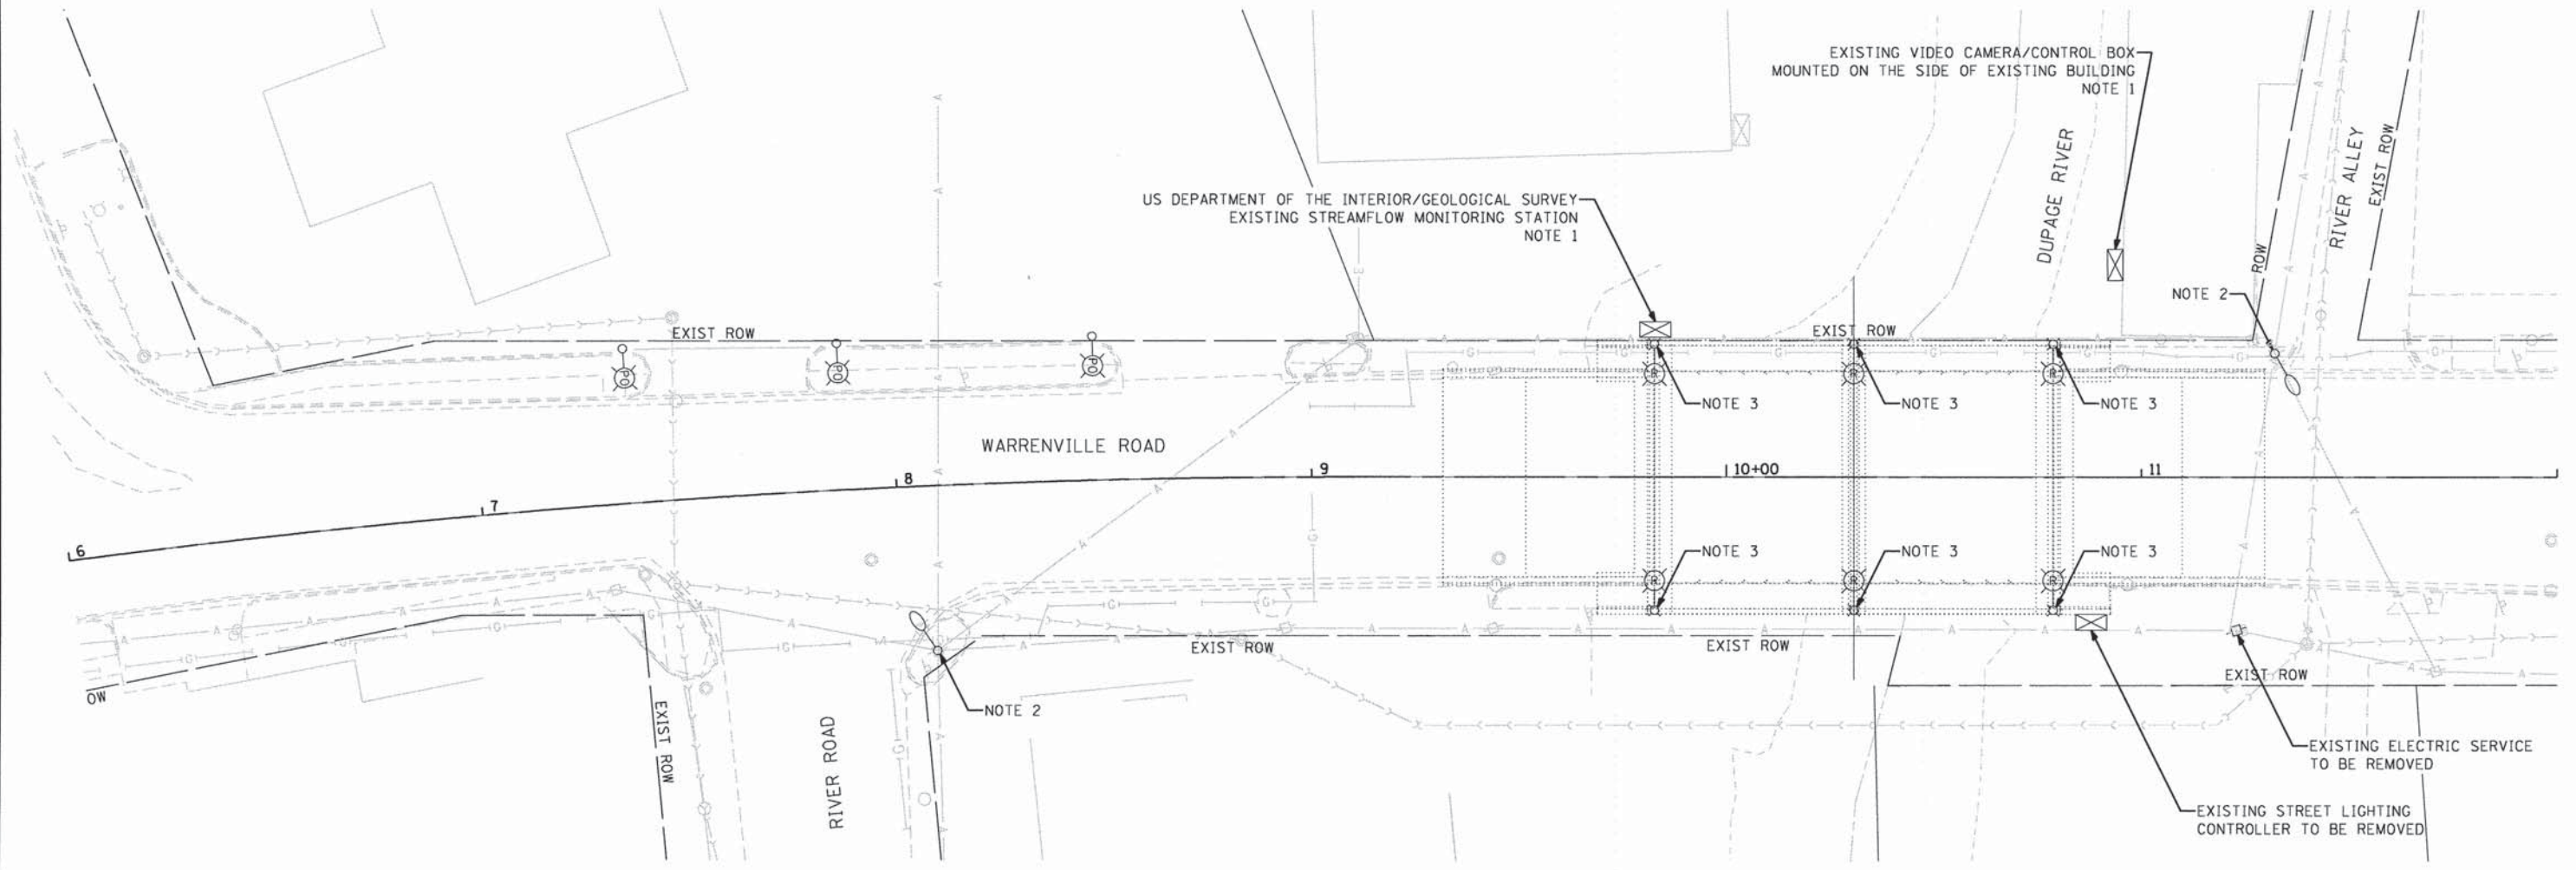 EXISTING VIDEO CAMERA/CONTROL BOX
MOUNTED ON THE SIDE OF EXISTING BUILDING
NOTE 1
US DEPARTMENT OF THE INTERIOR/GEOLOGICAL SURVEY
EXISTING STREAMFLOW MONITORING STATION
NOTE 1
DUPAGE RIVER
RIVER ALLEY
EXIST ROW
ROW
NOTE 2
EXIST ROW
EXIST ROW
PO
PO
PO
R
R
R
NOTE 3
NOTE 3
NOTE 3
WARRENVILLE ROAD
6
7
8
9
10+00
11
NOTE 3
NOTE 3
NOTE 3
R
R
R
EXIST ROW
EXIST ROW
EXIST ROW
OW
EXIST ROW
RIVER ROAD
NOTE 2
EXISTING ELECTRIC SERVICE
TO BE REMOVED
EXISTING STREET LIGHTING
CONTROLLER TO BE REMOVED